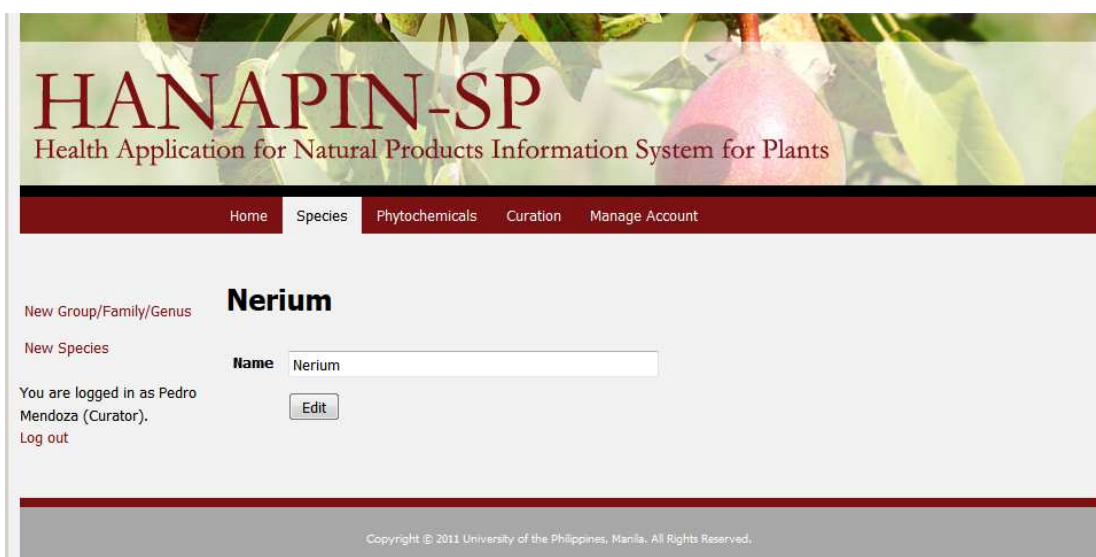 HANAPIN-SP
Health Application for Natural Products Information System for Plants
Home Species Phytochemicals Curation Manage Account
New Group/Family/Genus
New Species
You are logged in as Pedro
Mendoza (Curator).
Log out
Nerium
Name Nerium
Edit
Copyright © 2011 University of the Philippines, Manila. All Rights Reserved.